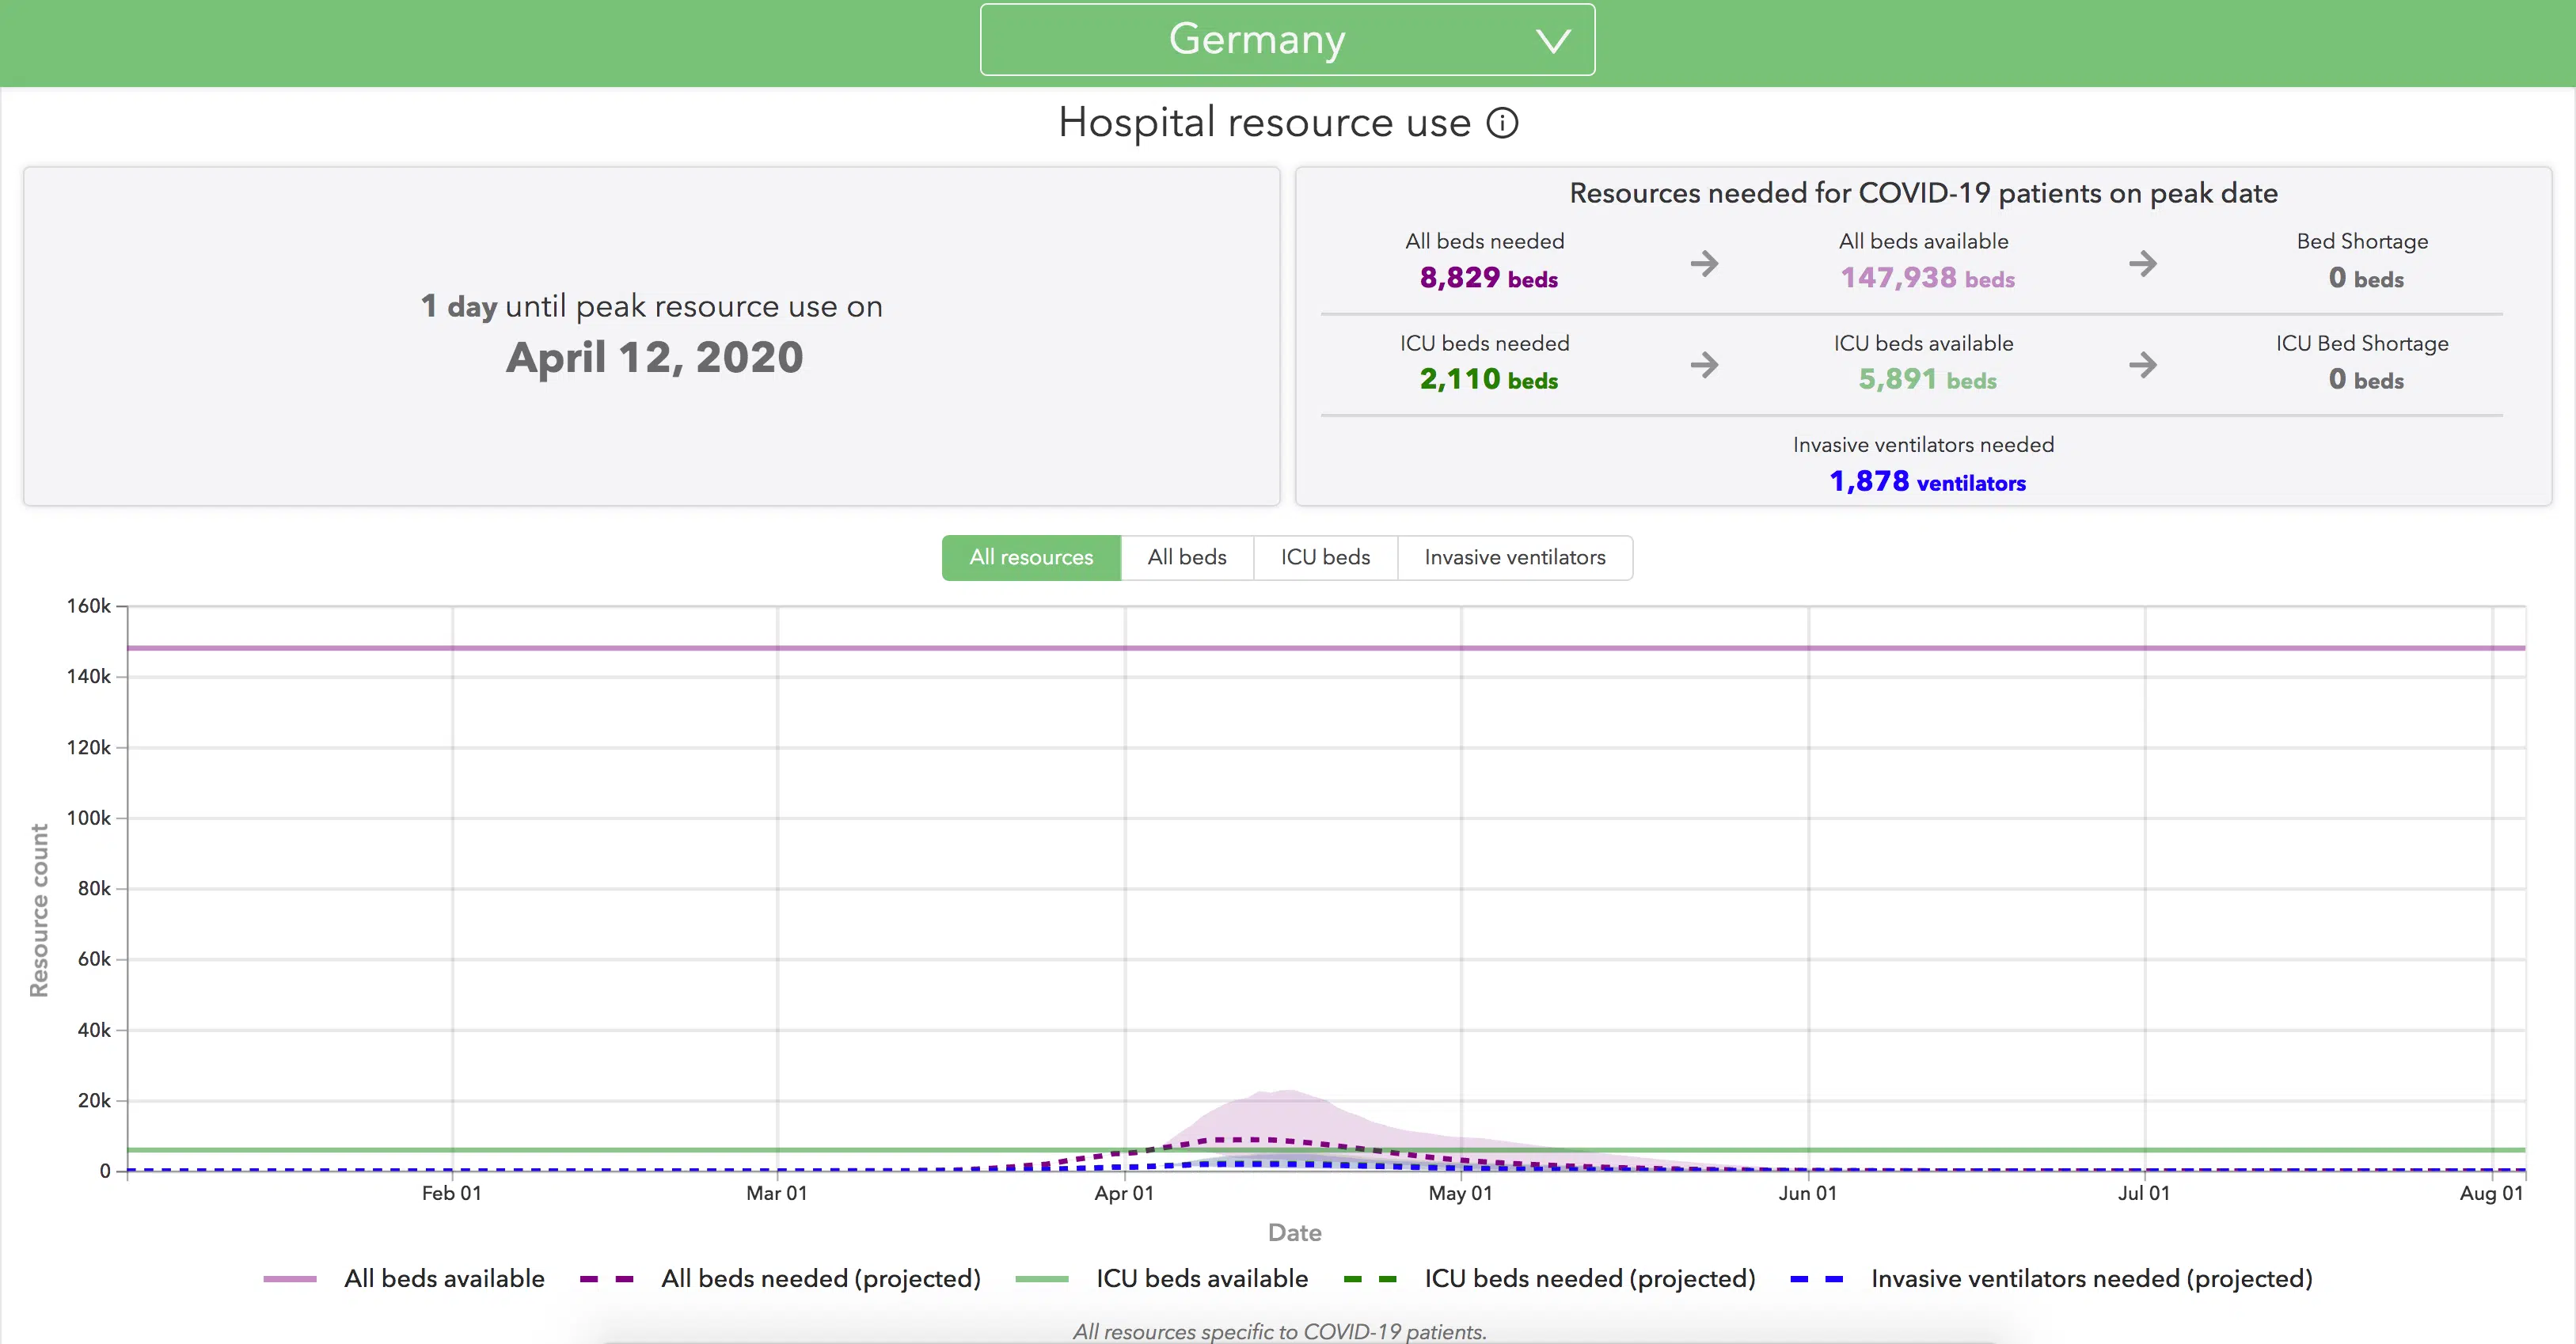 Germany
Hospital resource use
1 day until peak resource use on
April 12, 2020
Resources needed for COVID-19 patients on peak date
All beds needed All beds available Bed Shortage
8,829 beds 147,938 beds 0 beds
ICU beds needed ICU beds available ICU Bed Shortage
2,110 beds 5,891 beds 0 beds
Invasive ventilators needed
1,878 ventilators
All resources All beds ICU beds Invasive ventilators
Resource count
160k
140k
120k
100k
80k
60k
40k
20k
0
Feb 01 Mar 01 Apr 01 May 01 Jun 01 Jul 01 Aug 01
Date
All beds available All beds needed (projected) ICU beds available ICU beds needed (projected) Invasive ventilators needed (projected)
All resources specific to COVID-19 patients.